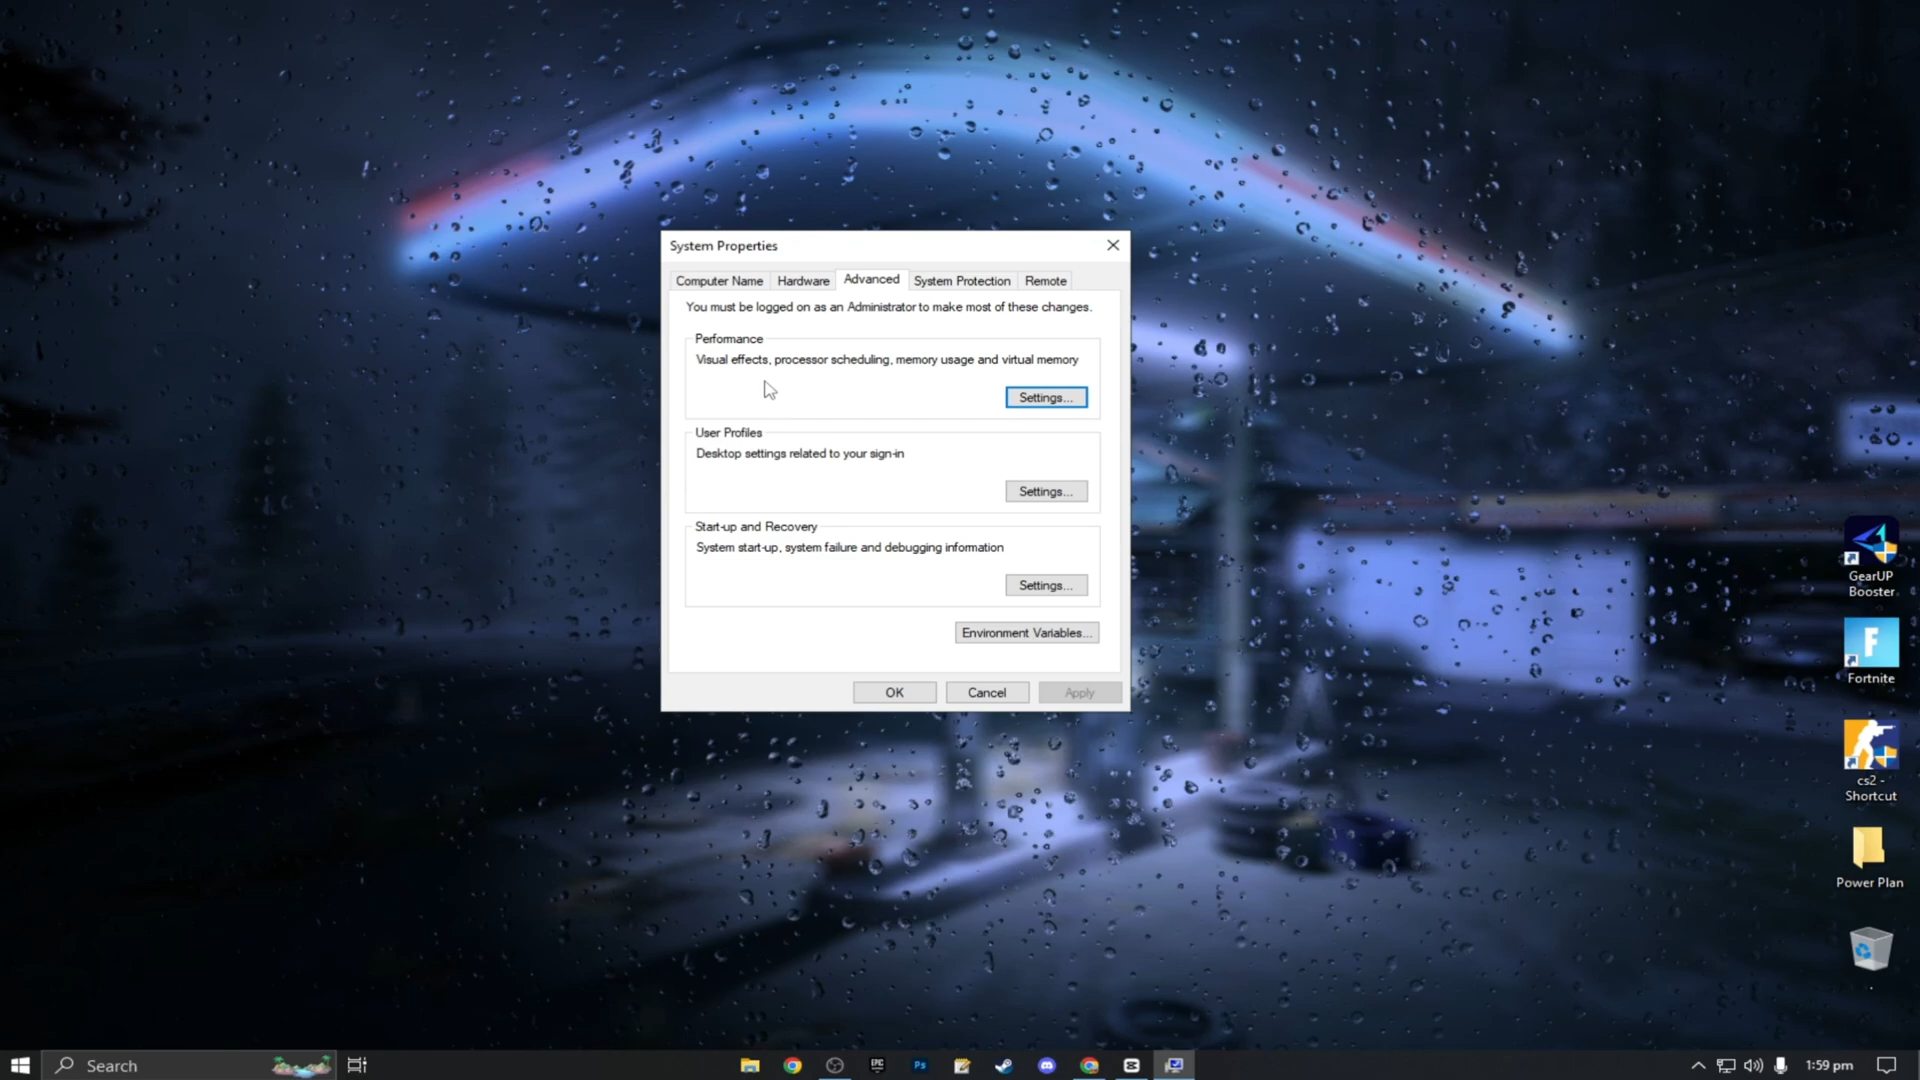 System Properties
Computer Name Hardware Advanced System Protection Remote
You must be logged on as an Administrator to make most of these changes.
Performance
Visual effects, processor scheduling, memory usage and virtual memory
Settings...
User Profiles
Desktop settings related to your sign-in
Settings...
Start-up and Recovery
System start-up, system failure and debugging information
Settings...
Environment Variables...
OK Cancel Apply
GearUP
Booster
F
Fortnite
cs2 -
Shortcut
Power Plan
.
Search
EPIC
Ps
1:59 pm